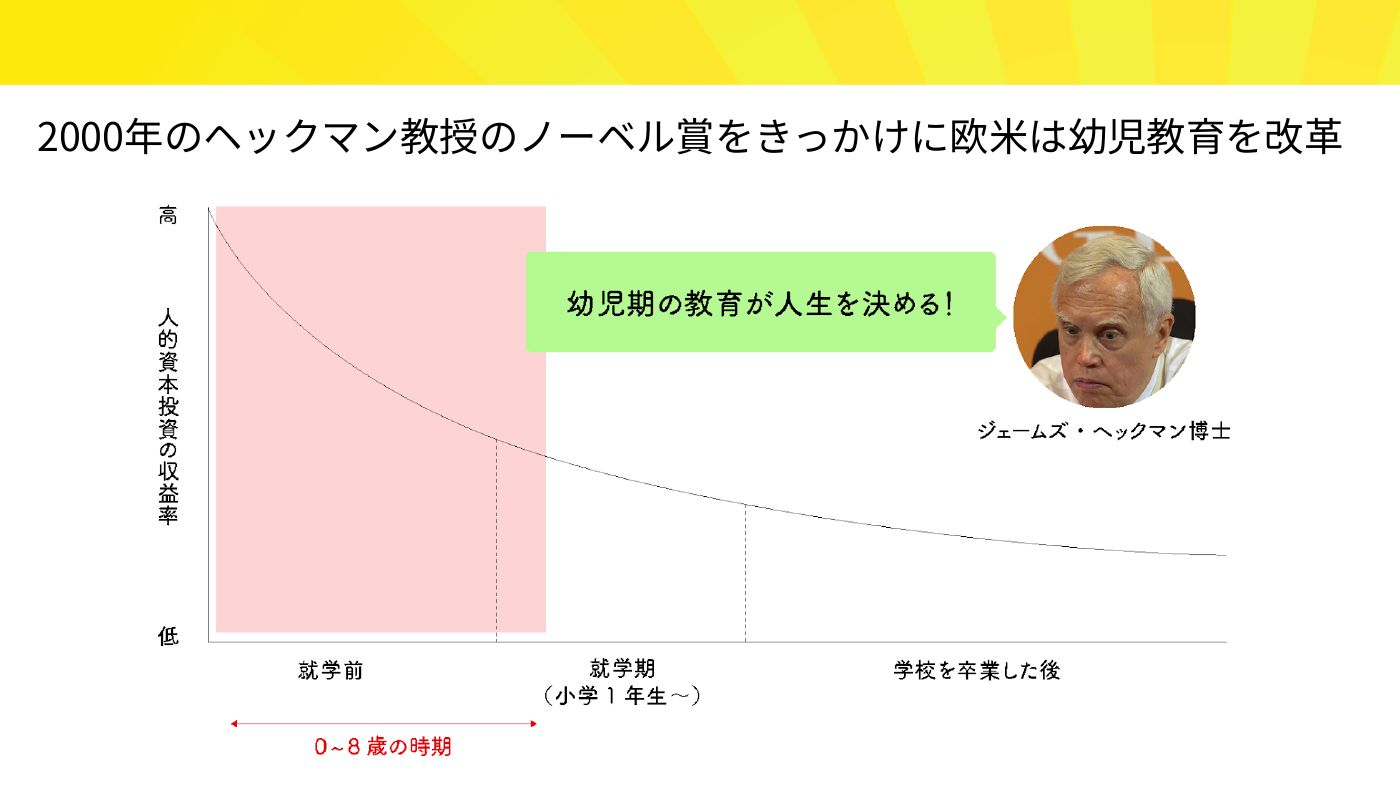 2000年のヘックマン教授のノーベル賞をきっかけに欧米は幼児教育を改革
高
人的資本投資の収益率
低
幼児期の教育が人生を決める!
ジェームズ・ヘックマン博士
就学前
就学期
(小学1年生~)
学校を卒業した後
0~8歳の時期